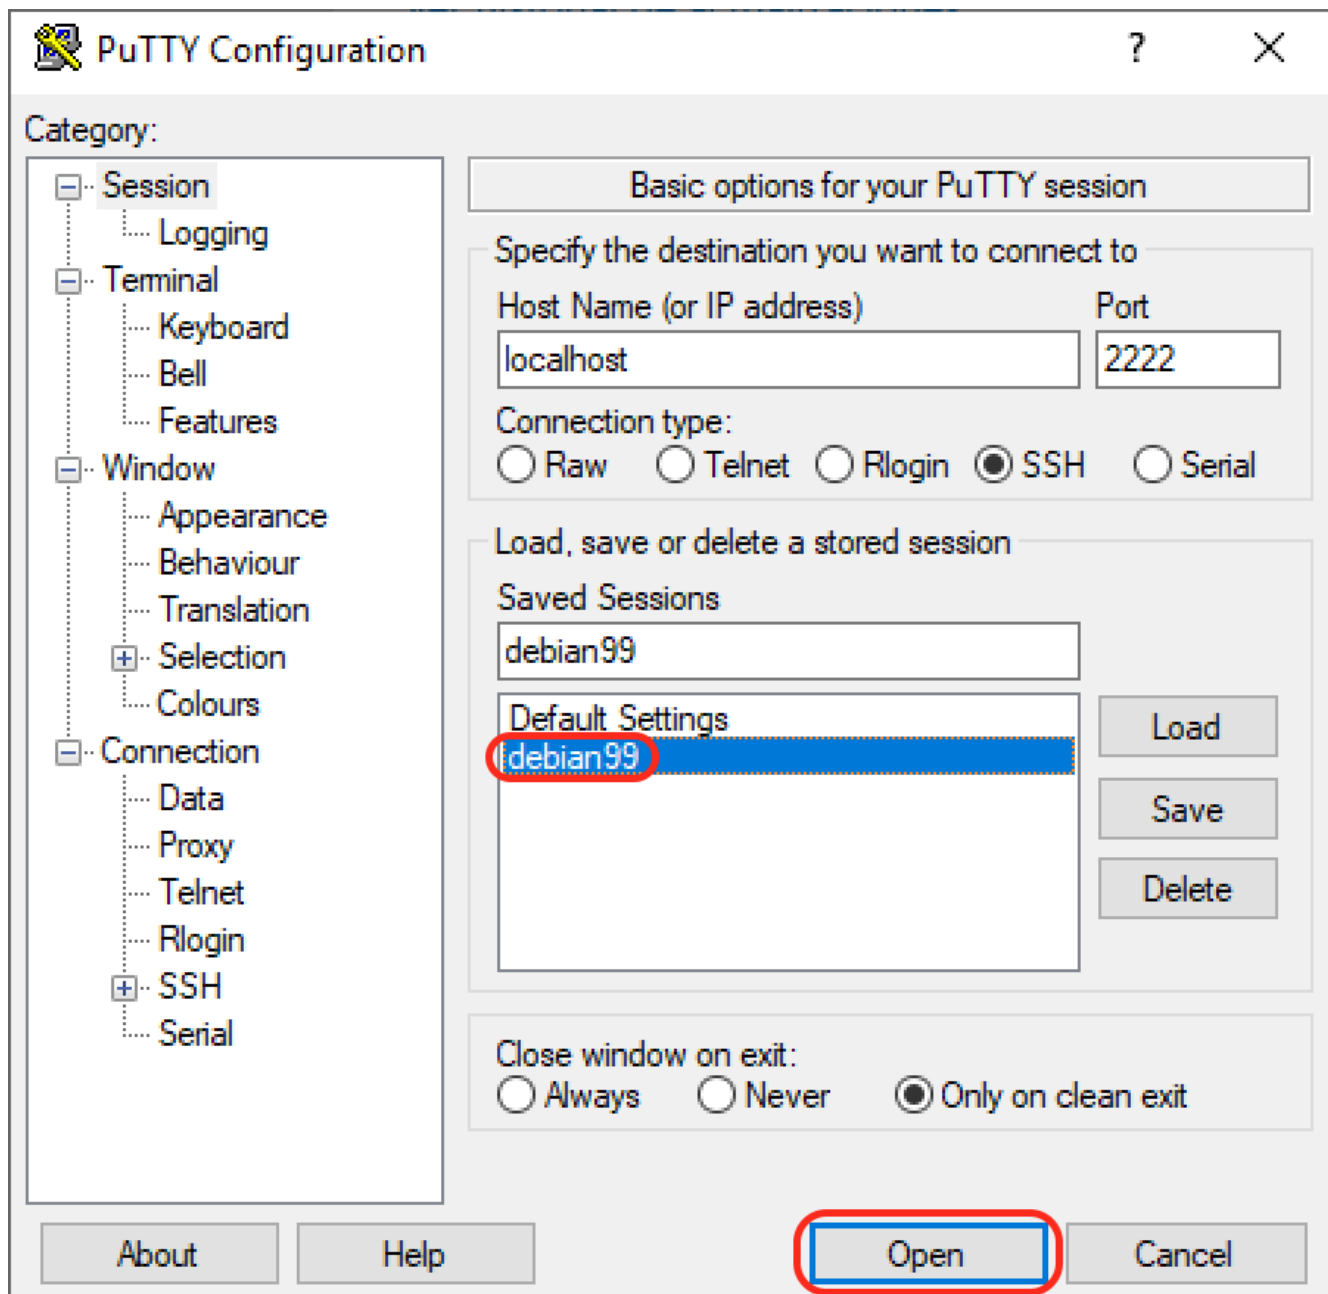 PuTTY Configuration
?
Category:
Session
Logging
Terminal
Keyboard
Bell
Features
Window
Appearance
Behaviour
Translation
Selection
Colours
Connection
Data
Proxy
Telnet
Rlogin
SSH
Serial
Basic options for your PuTTY session
Specify the destination you want to connect to
Host Name (or IP address) Port
localhost 2222
Connection type:
Raw Telnet Rlogin SSH Serial
Load, save or delete a stored session
Saved Sessions
debian99
Default Settings
debian99
Load
Save
Delete
Close window on exit:
Always Never Only on clean exit
About Help Open Cancel